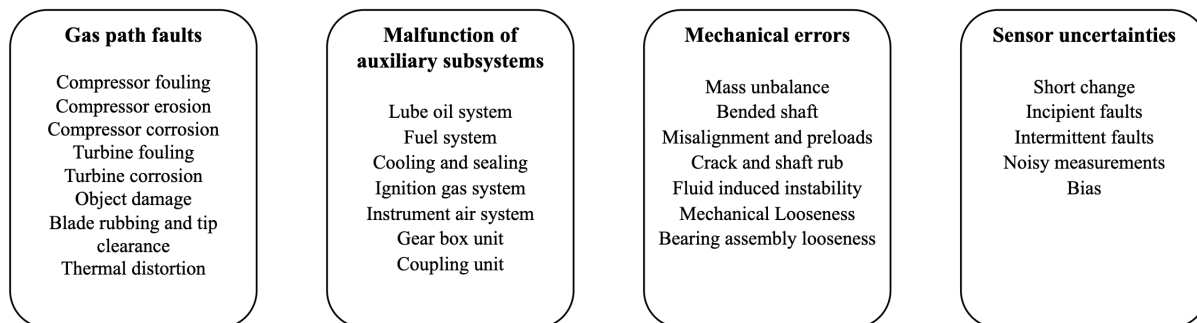 Gas path faults
Compressor fouling
Compressor erosion
Compressor corrosion
Turbine fouling
Turbine corrosion
Object damage
Blade rubbing and tip
clearance
Thermal distortion
Malfunction of
auxiliary subsystems
Lube oil system
Fuel system
Cooling and sealing
Ignition gas system
Instrument air system
Gear box unit
Coupling unit
Mechanical errors
Mass unbalance
Bended shaft
Misalignment and preloads
Crack and shaft rub
Fluid induced instability
Mechanical Looseness
Bearing assembly looseness
Sensor uncertainties
Short change
Incipient faults
Intermittent faults
Noisy measurements
Bias